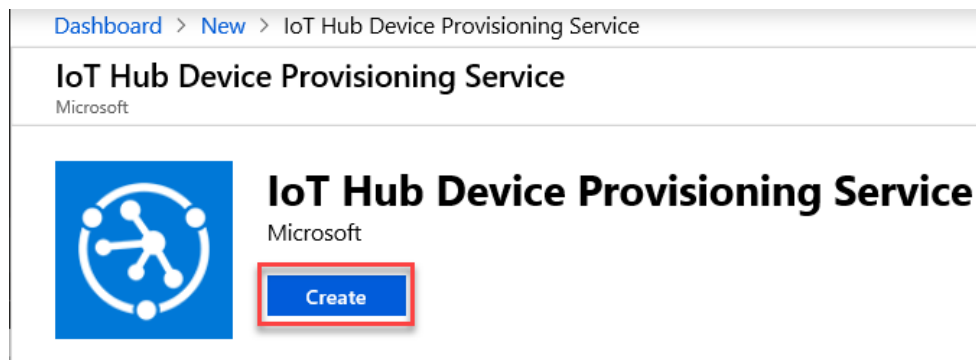 Dashboard > New > IoT Hub Device Provisioning Service
IoT Hub Device Provisioning Service
Microsoft
IoT Hub Device Provisioning Service
Microsoft
Create